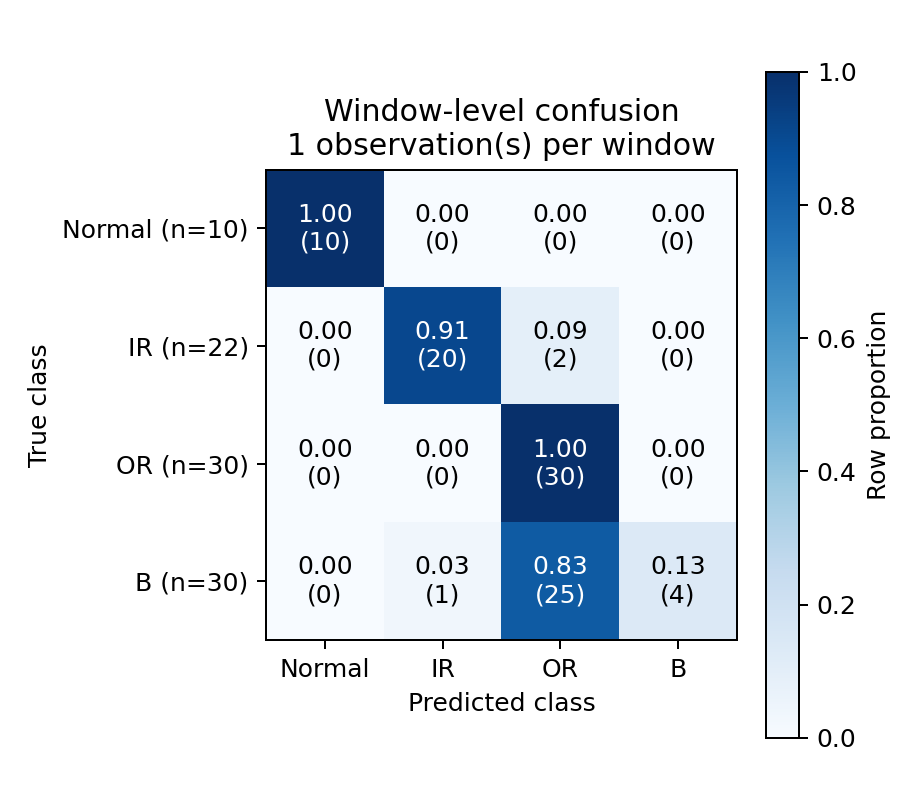 Window-level confusion
1 observation(s) per window
Normal (n=10)
1.00 0.00 0.00 0.00
(10) (0) (0) (0)
IR (n=22)
0.00 0.91 0.09 0.00
(0) (20) (2) (0)
OR (n=30)
0.00 0.00 1.00 0.00
(0) (0) (30) (0)
B (n=30)
0.00 0.03 0.83 0.13
(0) (1) (25) (4)
Normal IR OR B
Predicted class
True class
1.0
0.8
0.6
0.4
0.2
0.0
Row proportion